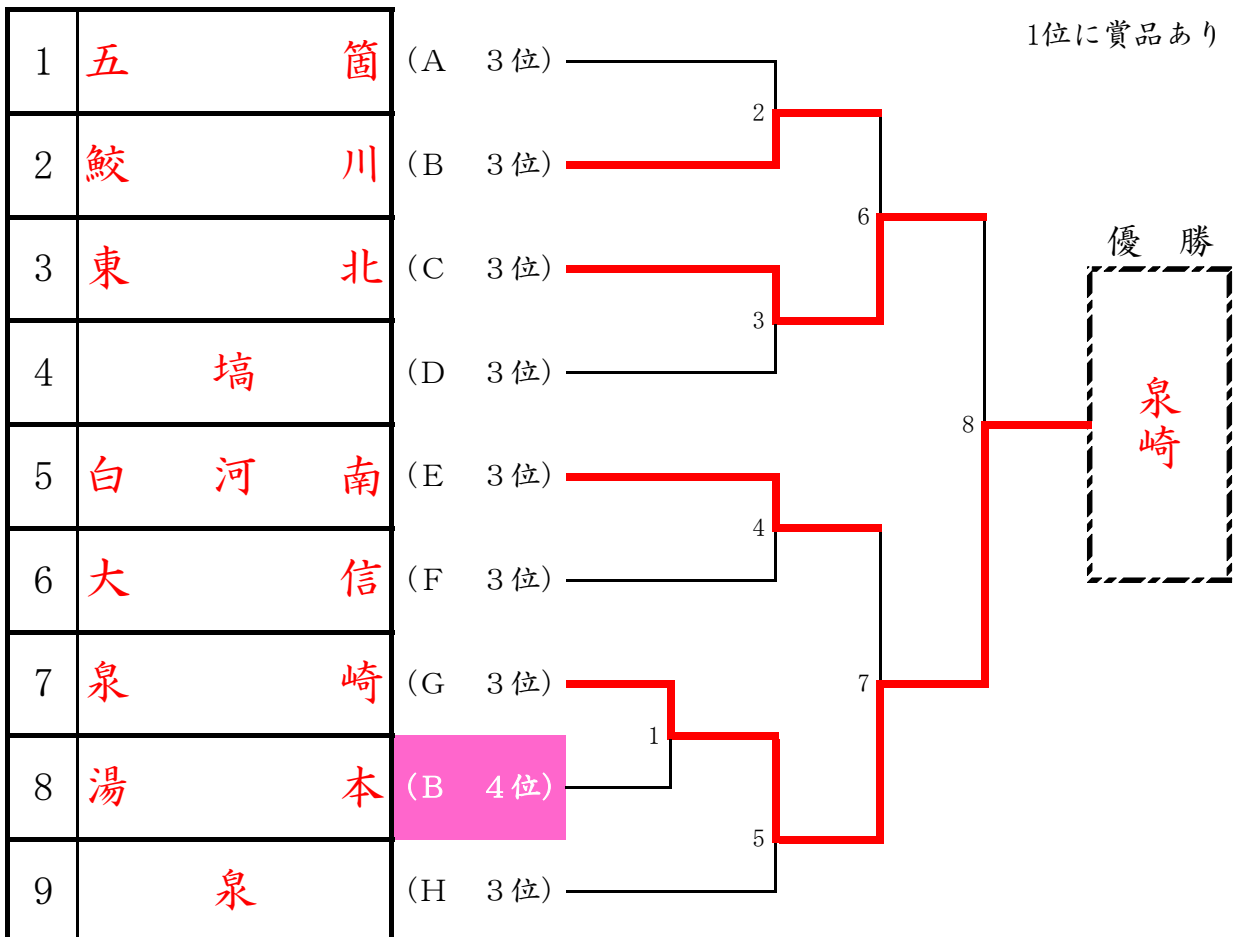 1位に賞品あり
1 五箇 (A 3位)
2
2 鮫川 (B 3位)
6
優勝
3 東北 (C 3位)
3
4 塙 (D 3位)
泉崎
8
5 白河南 (E 3位)
4
6 大信 (F 3位)
7 泉崎 (G 3位)
7
1
8 湯本 (B 4位)
5
9 泉 (H 3位)